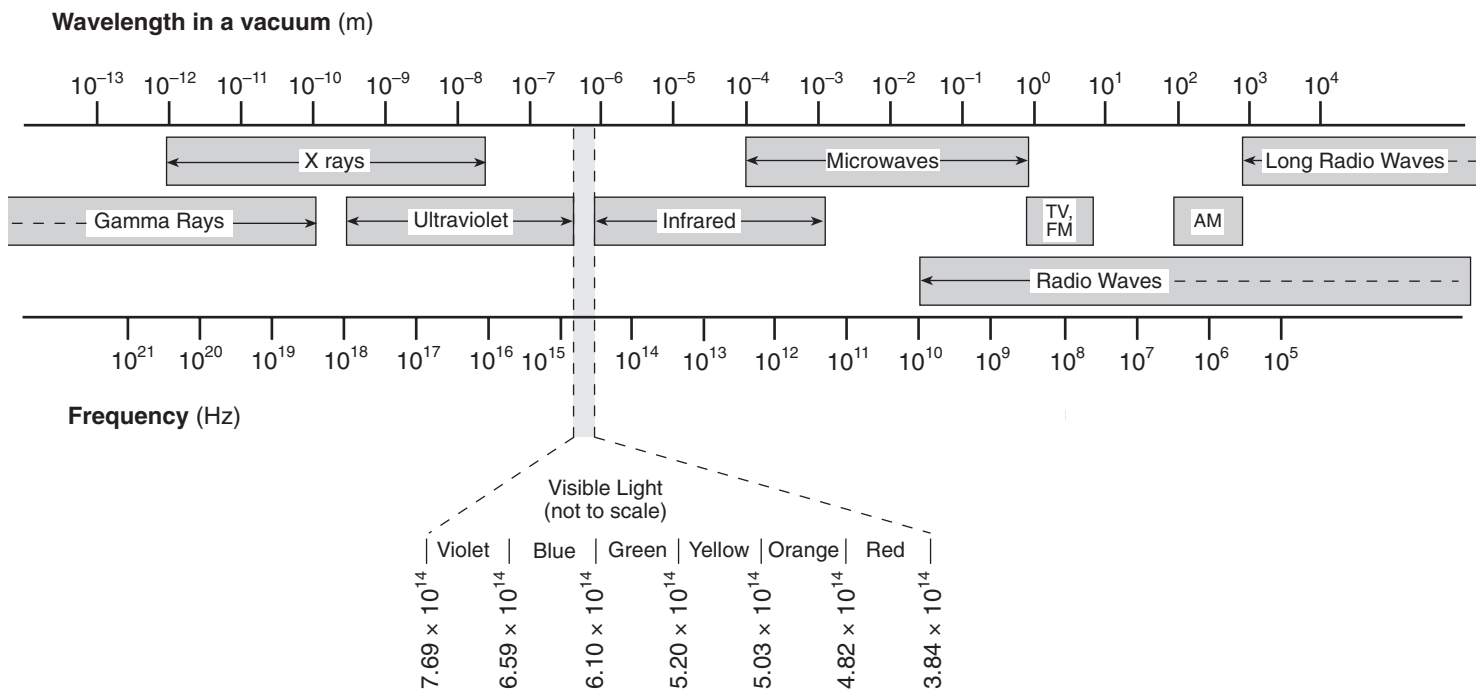 Wavelength in a vacuum (m)
10⁻¹³ 10⁻¹² 10⁻¹¹ 10⁻¹⁰ 10⁻⁹ 10⁻⁸ 10⁻⁷ 10⁻⁶ 10⁻⁵ 10⁻⁴ 10⁻³ 10⁻² 10⁻¹ 10⁰ 10¹ 10² 10³ 10⁴
X rays Microwaves Long Radio Waves
Gamma Rays Ultraviolet Infrared TV, AM
FM
Radio Waves
10²¹ 10²⁰ 10¹⁹ 10¹⁸ 10¹⁷ 10¹⁶ 10¹⁵ 10¹⁴ 10¹³ 10¹² 10¹¹ 10¹⁰ 10⁹ 10⁸ 10⁷ 10⁶ 10⁵
Frequency (Hz)
Visible Light
(not to scale)
Violet Blue Green Yellow Orange Red
7.69 × 10¹⁴
6.59 × 10¹⁴
6.10 × 10¹⁴
5.20 × 10¹⁴
5.03 × 10¹⁴
4.82 × 10¹⁴
3.84 × 10¹⁴